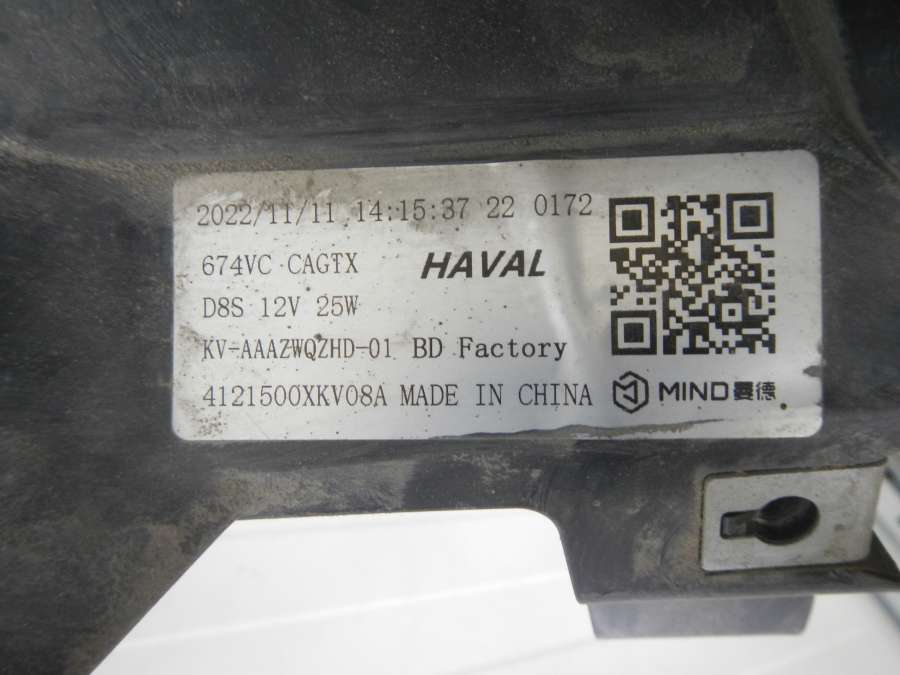 2022/11/11 14:15:37 22 0172
674VC CAGTX HAVAL
D8S 12V 25W
KV-AAAZWQZHD-01 BD Factory
4121500XKV08A MADE IN CHINA MIND曼德